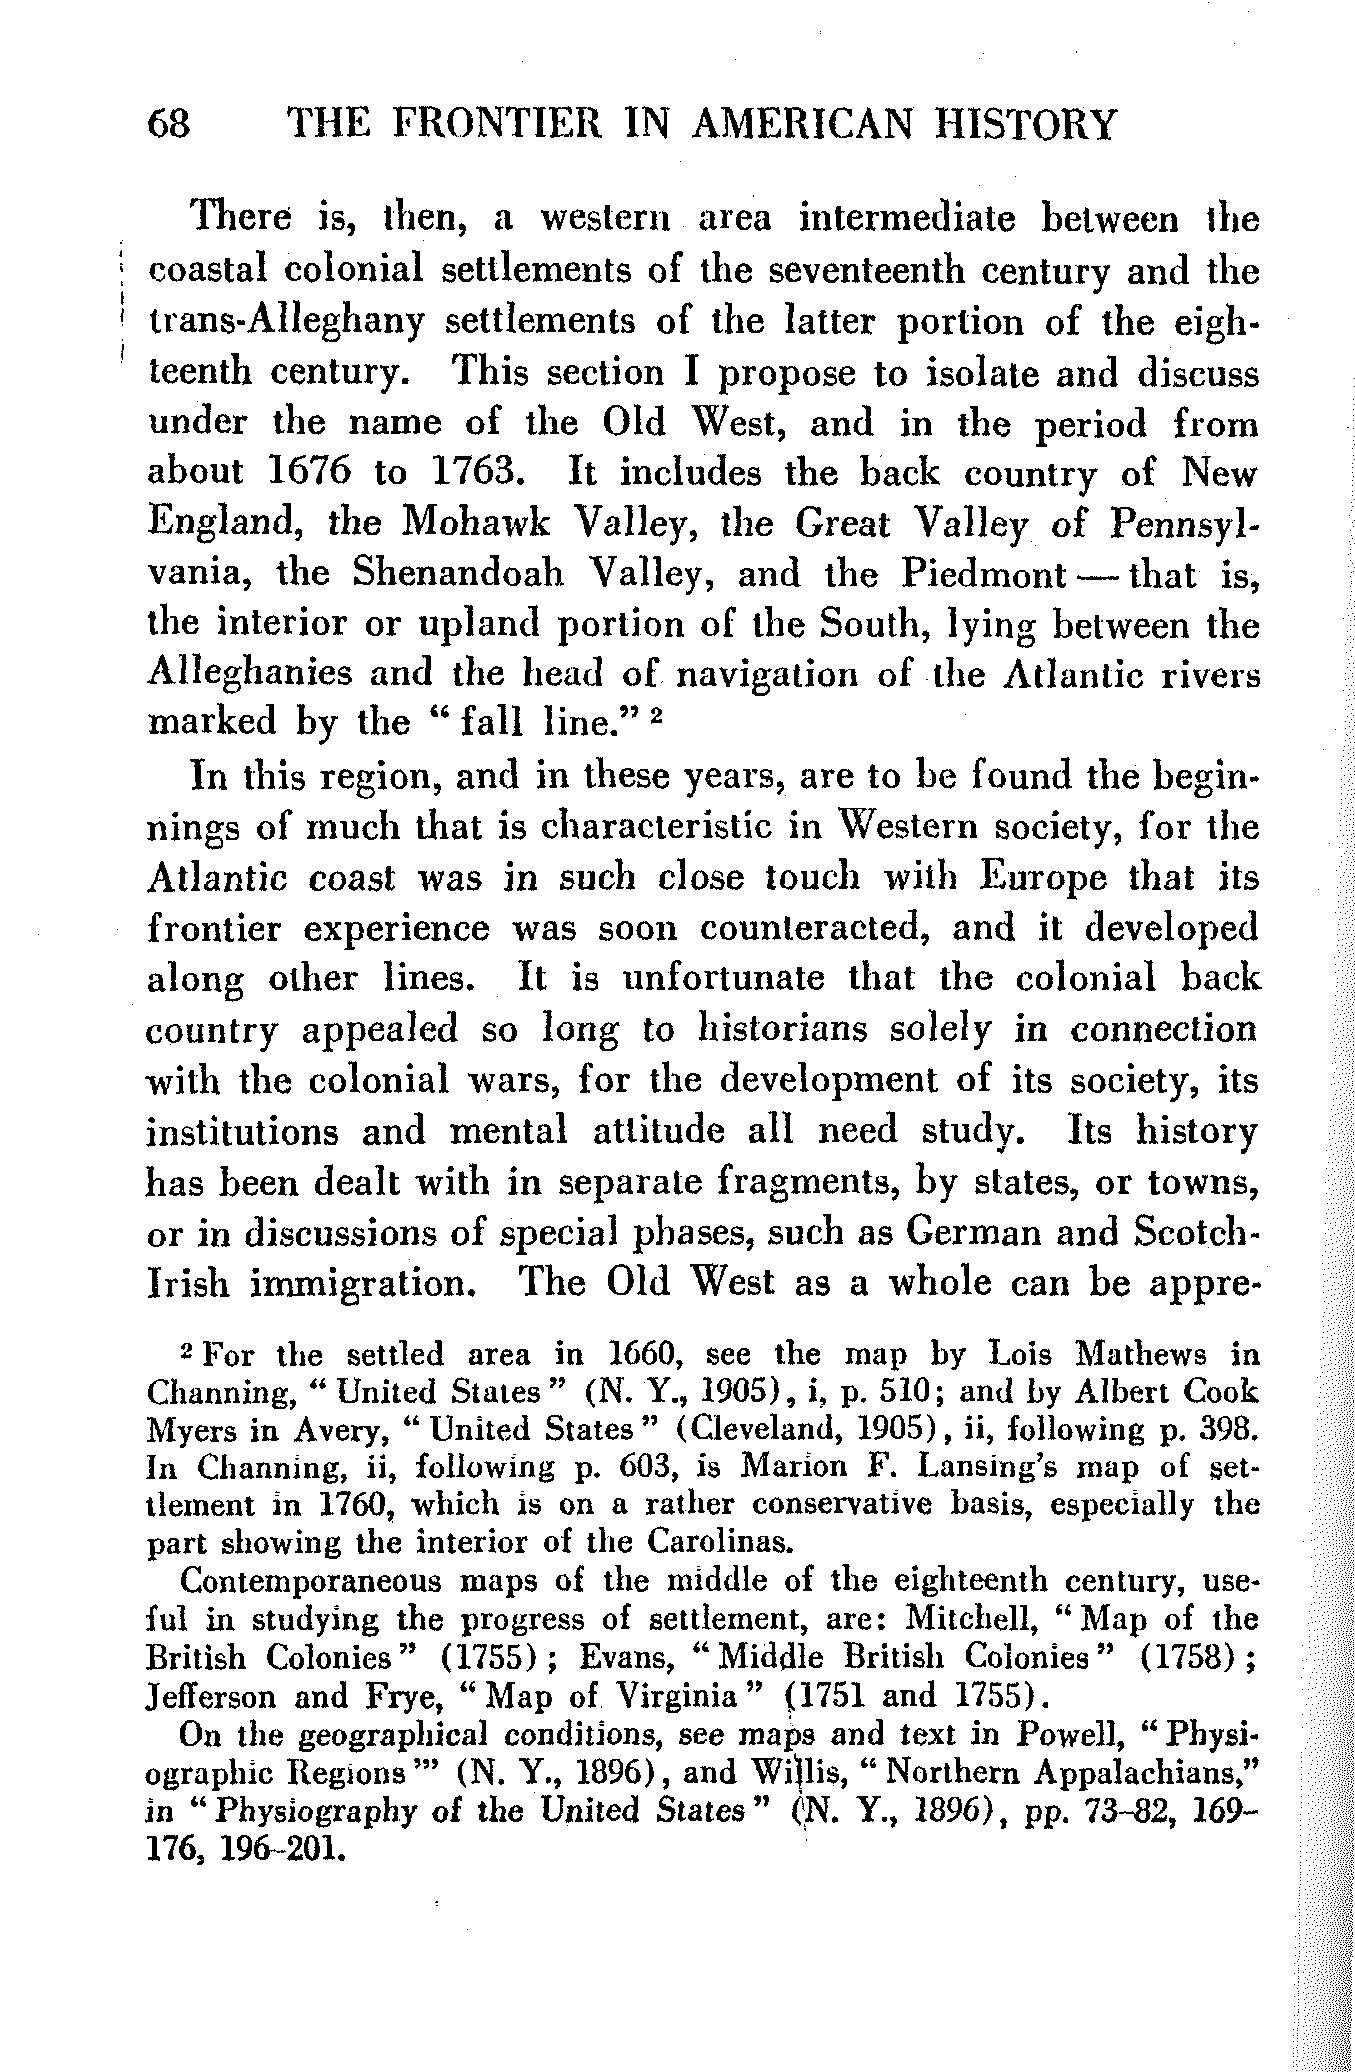 68 THE FRONTIER IN AMERICAN HISTORY
There is, then, a western area intermediate between the
coastal colonial settlements of the seventeenth century and the
trans-Alleghany settlements of the latter portion of the eigh-
teenth century. This section I propose to isolate and discuss
under the name of the Old West, and in the period from
about 1676 to 1763. It includes the back country of New
England, the Mohawk Valley, the Great Valley of Pennsyl-
vania, the Shenandoah Valley, and the Piedmont — that is,
the interior or upland portion of the South, lying between the
Alleghanies and the head of navigation of the Atlantic rivers
marked by the “ fall line.” ²
In this region, and in these years, are to be found the begin-
nings of much that is characteristic in Western society, for the
Atlantic coast was in such close touch with Europe that its
frontier experience was soon counteracted, and it developed
along other lines. It is unfortunate that the colonial back
country appealed so long to historians solely in connection
with the colonial wars, for the development of its society, its
institutions and mental attitude all need study. Its history
has been dealt with in separate fragments, by states, or towns,
or in discussions of special phases, such as German and Scotch-
Irish immigration. The Old West as a whole can be appre-
² For the settled area in 1660, see the map by Lois Mathews in
Channing, “ United States ” (N. Y., 1905), i, p. 510; and by Albert Cook
Myers in Avery, “ United States ” (Cleveland, 1905), ii, following p. 398.
In Channing, ii, following p. 603, is Marion F. Lansing's map of set-
tlement in 1760, which is on a rather conservative basis, especially the
part showing the interior of the Carolinas.
Contemporaneous maps of the middle of the eighteenth century, use-
ful in studying the progress of settlement, are: Mitchell, “ Map of the
British Colonies ” (1755) ; Evans, “ Middle British Colonies ” (1758) ;
Jefferson and Frye, “ Map of Virginia ” (1751 and 1755).
On the geographical conditions, see maps and text in Powell, “ Physi-
ographic Regions ”’ (N. Y., 1896), and Willis, “ Northern Appalachians,”
in “ Physiography of the United States ” (N. Y., 1896), pp. 73–82, 169–
176, 196–201.